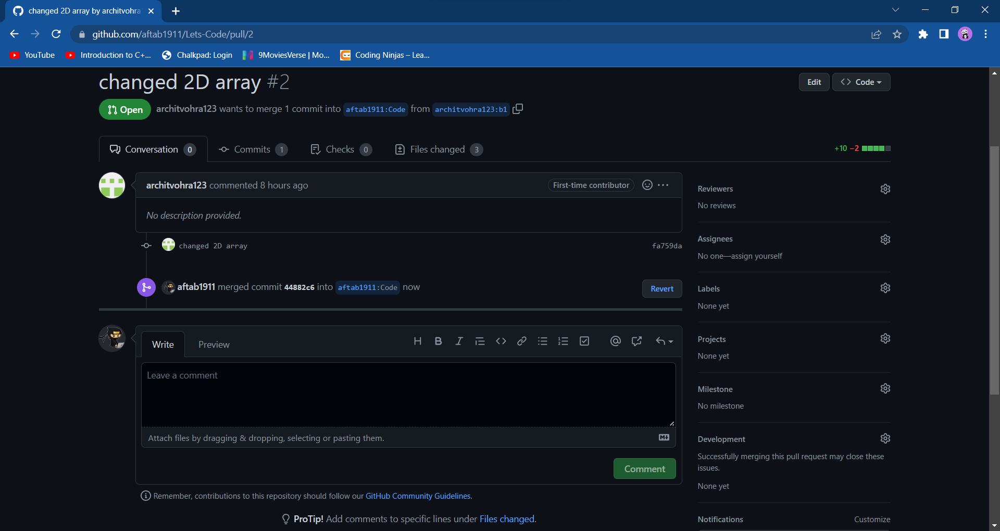 changed 2D array by architvohra
github.com/aftab1911/Lets-Code/pull/2
YouTube Introduction to C+... Chalkpad: Login 9MoviesVerse | Mo... Coding Ninjas – Lea...
changed 2D array #2
Edit <> Code
Open architvohra123 wants to merge 1 commit into aftab1911:Code from architvohra123:b1
Conversation 0 Commits 1 Checks 0 Files changed 3
+10 −2
architvohra123 commented 8 hours ago First-time contributor
No description provided.
changed 2D array fa759da
aftab1911 merged commit 44882c6 into aftab1911:Code now Revert
Write Preview
Leave a comment
Attach files by dragging & dropping, selecting or pasting them.
Comment
Remember, contributions to this repository should follow our GitHub Community Guidelines.
ProTip! Add comments to specific lines under Files changed.
Reviewers
No reviews
Assignees
No one—assign yourself
Labels
None yet
Projects
None yet
Milestone
No milestone
Development
Successfully merging this pull request may close these
issues.
None yet
Notifications Customize